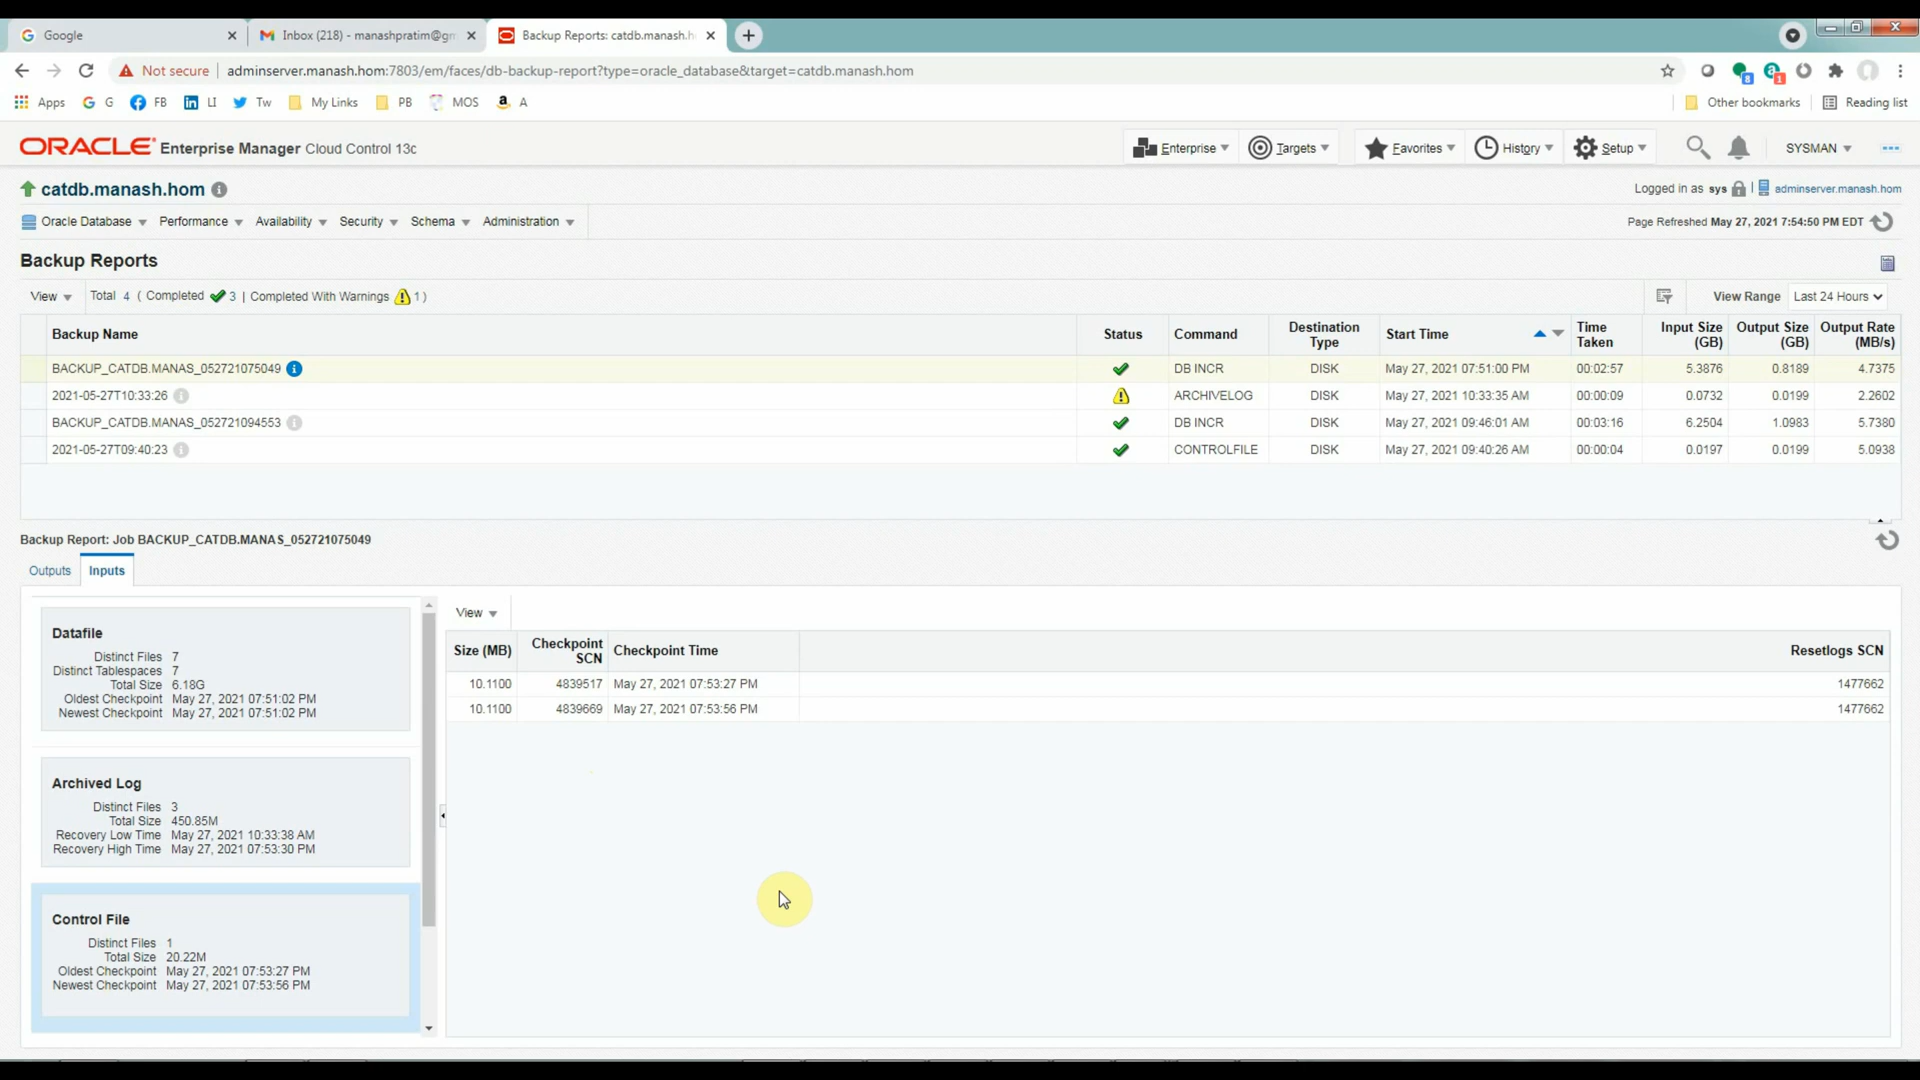 Google
Inbox (218) - manashpratim@gm
Backup Reports: catdb.manash.h
Not secure
adminserver.manash.hom:7803/em/faces/db-backup-report?type=oracle_database&target=catdb.manash.hom
8
1
Apps G FB LI Tw My Links PB MOS A
Other bookmarks Reading list
ORACLE Enterprise Manager Cloud Control 13c
Enterprise Targets Favorites History Setup SYSMAN
catdb.manash.hom
Logged in as sys adminserver.manash.hom
Oracle Database Performance Availability Security Schema Administration
Page Refreshed May 27, 2021 7:54:50 PM EDT
Backup Reports
View Total 4 ( Completed 3 | Completed With Warnings 1 )
View Range Last 24 Hours
Backup Name Status Command Destination Type Start Time Time Taken Input Size (GB) Output Size (GB) Output Rate (MB/s)
BACKUP_CATDB.MANAS_052721075049 DB INCR DISK May 27, 2021 07:51:00 PM 00:02:57 5.3876 0.8189 4.7375
2021-05-27T10:33:26 ARCHIVELOG DISK May 27, 2021 10:33:35 AM 00:00:09 0.0732 0.0199 2.2602
BACKUP_CATDB.MANAS_052721094553 DB INCR DISK May 27, 2021 09:46:01 AM 00:03:16 6.2504 1.0983 5.7380
2021-05-27T09:40:23 CONTROLFILE DISK May 27, 2021 09:40:26 AM 00:00:04 0.0197 0.0199 5.0938
Backup Report: Job BACKUP_CATDB.MANAS_052721075049
Outputs Inputs
Datafile
Distinct Files 7
Distinct Tablespaces 7
Total Size 6.18G
Oldest Checkpoint May 27, 2021 07:51:02 PM
Newest Checkpoint May 27, 2021 07:51:02 PM
Archived Log
Distinct Files 3
Total Size 450.85M
Recovery Low Time May 27, 2021 10:33:38 AM
Recovery High Time May 27, 2021 07:53:30 PM
Control File
Distinct Files 1
Total Size 20.22M
Oldest Checkpoint May 27, 2021 07:53:27 PM
Newest Checkpoint May 27, 2021 07:53:56 PM
View
Size (MB) Checkpoint SCN Checkpoint Time Resetlogs SCN
10.1100 4839517 May 27, 2021 07:53:27 PM 1477662
10.1100 4839669 May 27, 2021 07:53:56 PM 1477662